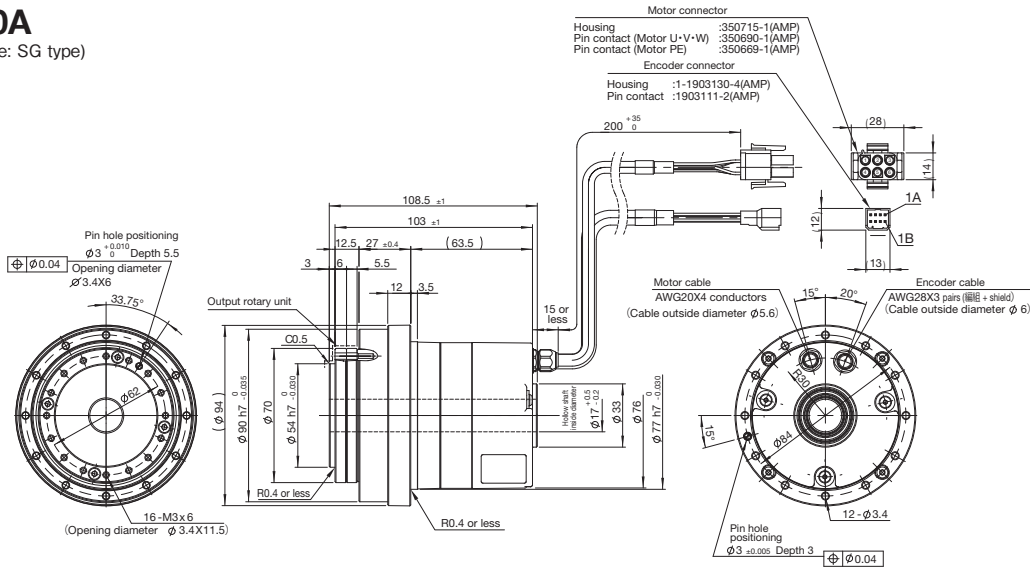 0A
e: SG type)
Motor connector
Housing :350715-1(AMP)
Pin contact (Motor U·V·W) :350690-1(AMP)
Pin contact (Motor PE) :350669-1(AMP)
Encoder connector
Housing :1-1903130-4(AMP)
Pin contact :1903111-2(AMP)
200 +35 0
(28)
(14)
1A
(12)
1B
(13)
108.5 ±1
103 ±1
12.5 27 ±0.4 (63.5)
3 6 5.5
12 3.5
Pin hole positioning
φ3 +0.010 0 Depth 5.5
⌖ φ0.04
Opening diameter
φ3.4X6
33.75°
Output rotary unit
C0.5
15 or
less
φ62
(φ94)
φ90 h7 0 -0.035
φ70
φ54 h7 0 -0.030
Hollow shaft
inside diameter
φ17 +0.5 -0.2
φ33
φ76
φ77 h7 0 -0.030
R0.4 or less
R0.4 or less
16-M3x6
(Opening diameter φ3.4X11.5)
Motor cable
AWG20X4 conductors
(Cable outside diameter φ5.6)
15° 20°
Encoder cable
AWG28X3 pairs (編組 + shield)
(Cable outside diameter φ6)
R30
φ84
15°
12-φ3.4
Pin hole
positioning
φ3 ±0.005 Depth 3
⌖ φ0.04